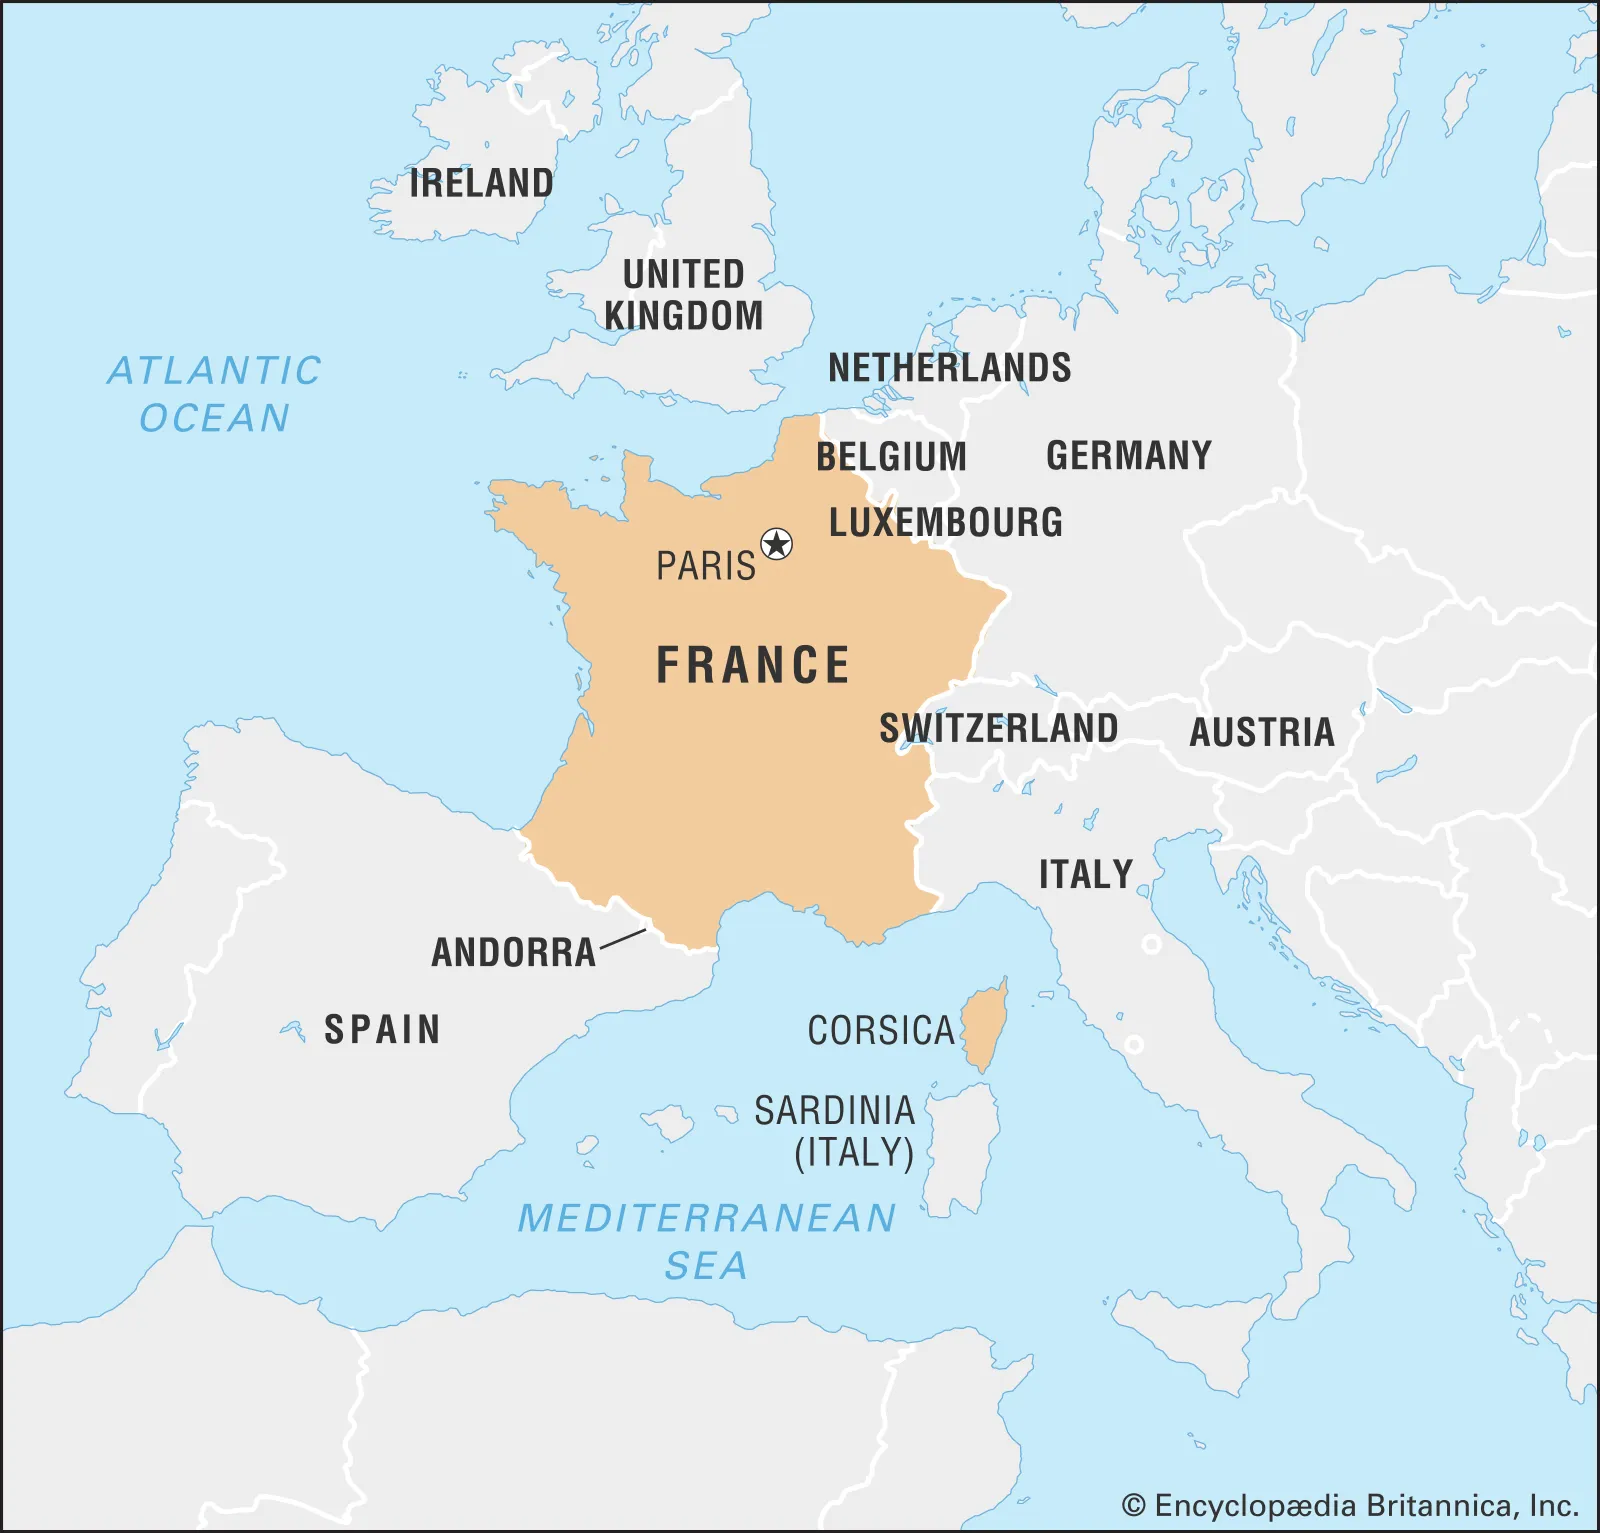 IRELAND
UNITED
KINGDOM
ATLANTIC
OCEAN
NETHERLANDS
BELGIUM
GERMANY
LUXEMBOURG
PARIS
FRANCE
SWITZERLAND
AUSTRIA
ITALY
ANDORRA
SPAIN
CORSICA
SARDINIA
(ITALY)
MEDITERRANEAN
SEA
© Encyclopædia Britannica, Inc.